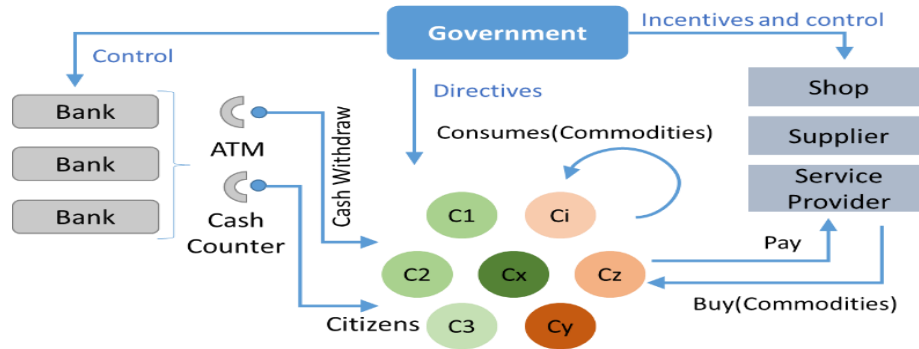 Government
Incentives and control
Control
Directives
Bank
Bank
Bank
ATM
Cash
Counter
Cash Withdraw
Consumes(Commodities)
Shop
Supplier
Service
Provider
C1
Ci
C2
Cx
Cz
C3
Cy
Citizens
Pay
Buy(Commodities)